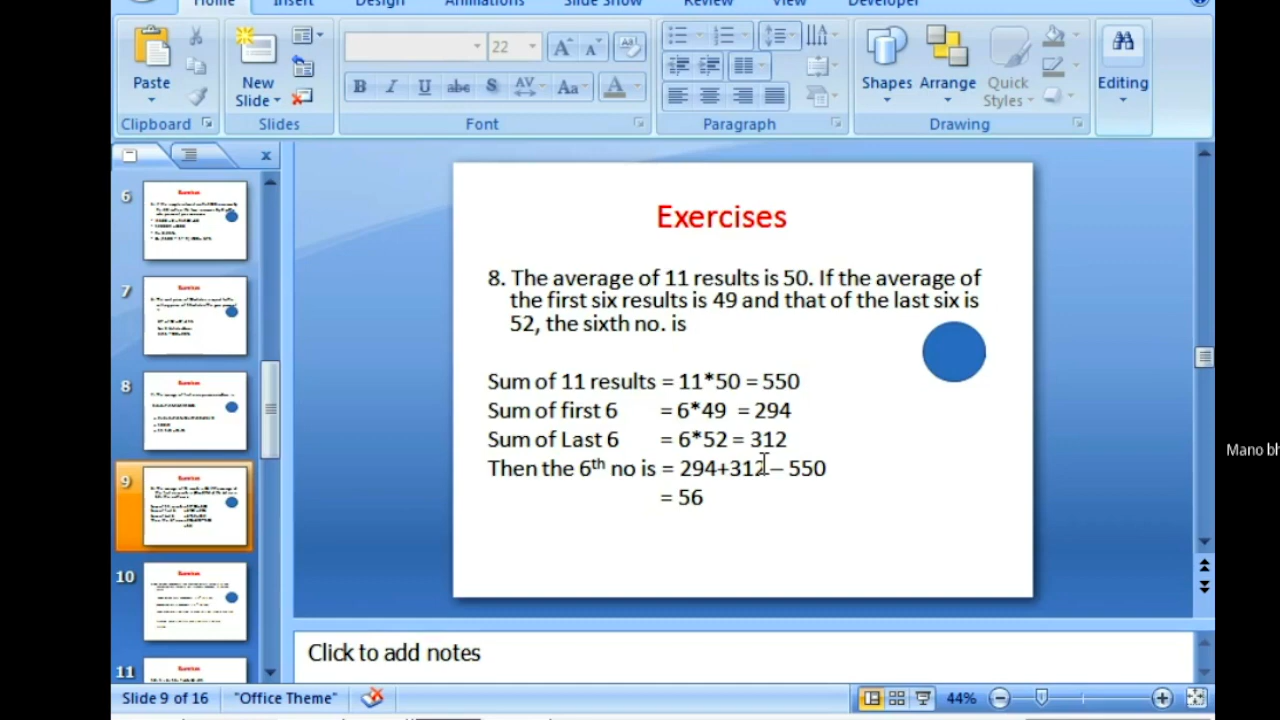 Home Insert Design Animations Slide Show Review View Developer
22
Paste
New
Slide
Shapes Arrange Quick
Styles
Editing
Clipboard Slides Font Paragraph Drawing
6
7
8
9
10
11
Exercises
8. The average of 11 results is 50. If the average of
the first six results is 49 and that of the last six is
52, the sixth no. is
Sum of 11 results = 11*50 = 550
Sum of first 6 = 6*49 = 294
Sum of Last 6 = 6*52 = 312
Then the 6th no is = 294+312 – 550
= 56
Mano bh
Click to add notes
Slide 9 of 16 "Office Theme" 44%